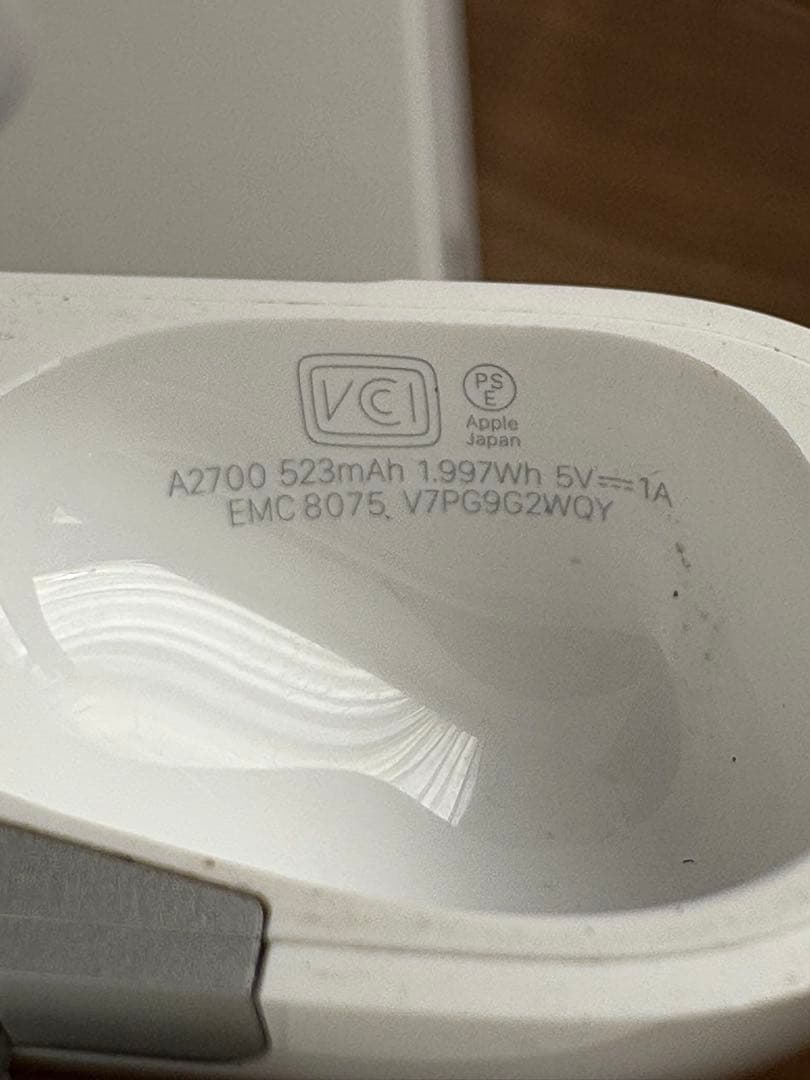 VCI
PS
E
Apple
Japan
A2700 523mAh 1.997Wh 5V⎓1A
EMC 8075, V7PG9G2WQY